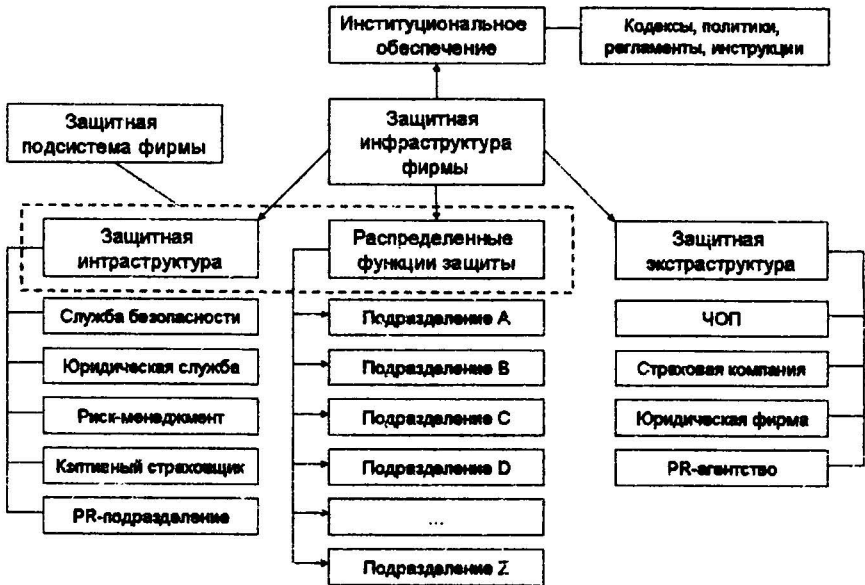 Институциональное
обеспечение
Кодексы, политики,
регламенты, инструкции
Защитная
подсистема фирмы
Защитная
инфраструктура
фирмы
Защитная
интраструктура
Распределенные
функции защиты
Защитная
экстраструктура
Служба безопасности
Юридическая служба
Риск-менеджмент
Кэптивный страховщик
PR-подразделение
Подразделение A
Подразделение B
Подразделение C
Подразделение D
...
Подразделение Z
ЧОП
Страховая компания
Юридическая фирма
PR-агентство